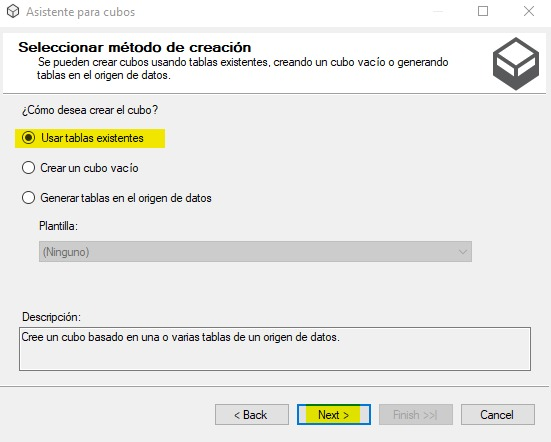 Asistente para cubos
Seleccionar método de creación
Se pueden crear cubos usando tablas existentes, creando un cubo vacío o generando
tablas en el origen de datos.
¿Cómo desea crear el cubo?
Usar tablas existentes
Crear un cubo vacío
Generar tablas en el origen de datos
Plantilla:
(Ninguno)
Descripción:
Cree un cubo basado en una o varias tablas de un origen de datos.
< Back
Next >
Finish >>|
Cancel